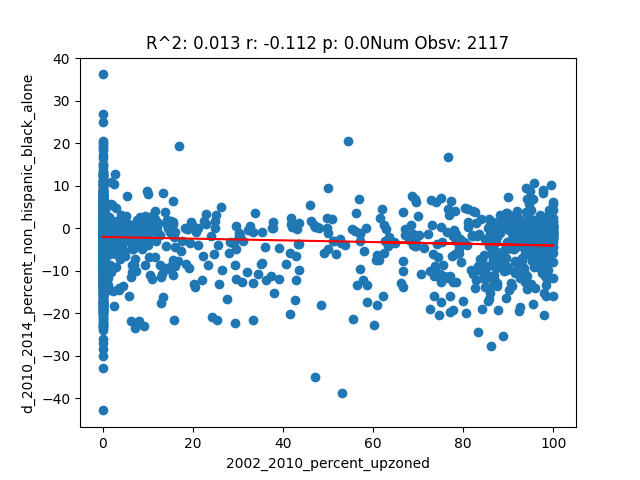 R^2: 0.013 r: -0.112 p: 0.0Num Obsv: 2117
d_2010_2014_percent_non_hispanic_black_alone
40
30
20
10
0
−10
−20
−30
−40
0 20 40 60 80 100
2002_2010_percent_upzoned